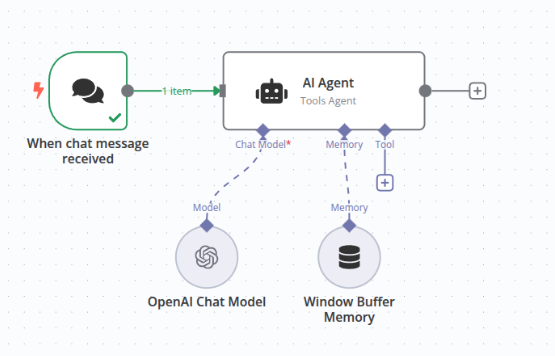 1 item
AI Agent
Tools Agent
When chat message
received
Chat Model*
Memory
Tool
Model
Memory
OpenAI Chat Model
Window Buffer
Memory